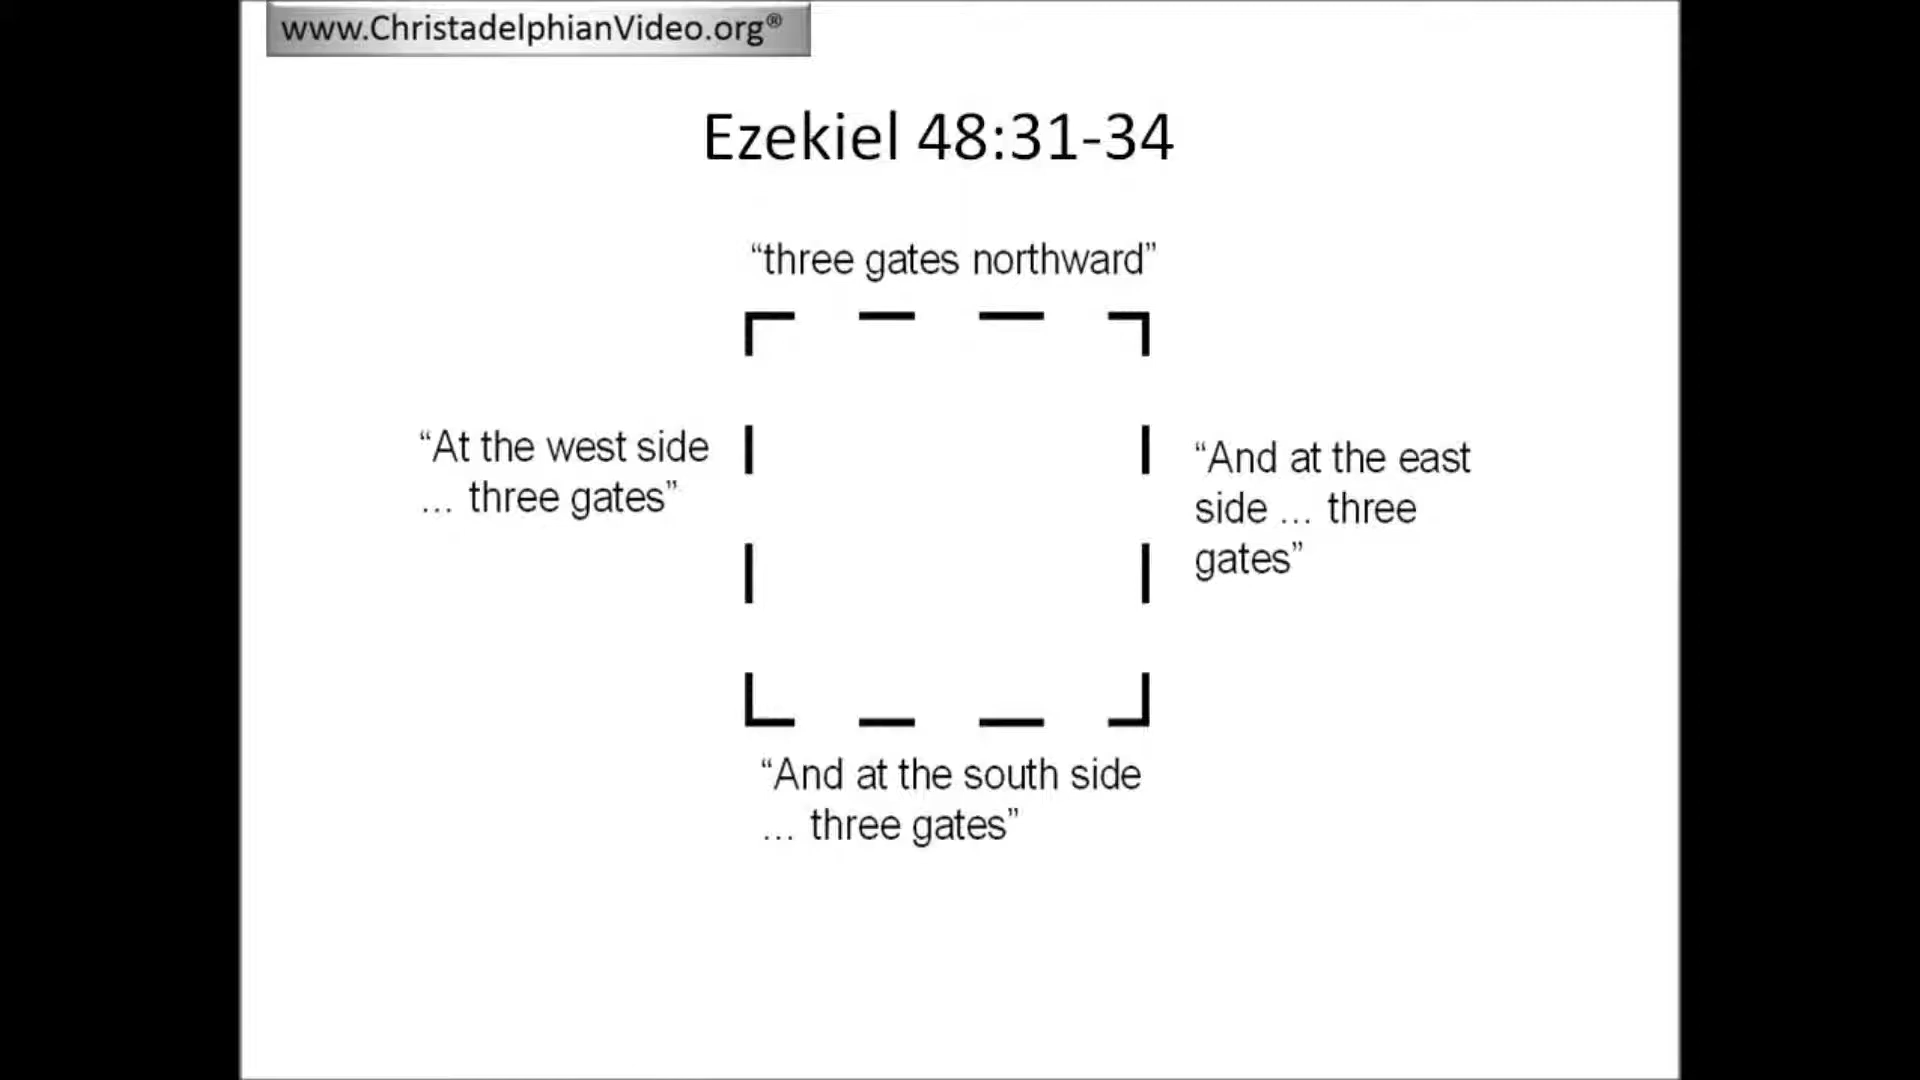 www.ChristadelphianVideo.org®
Ezekiel 48:31-34
“three gates northward”
“At the west side
... three gates”
“And at the east
side ... three
gates”
“And at the south side
... three gates”